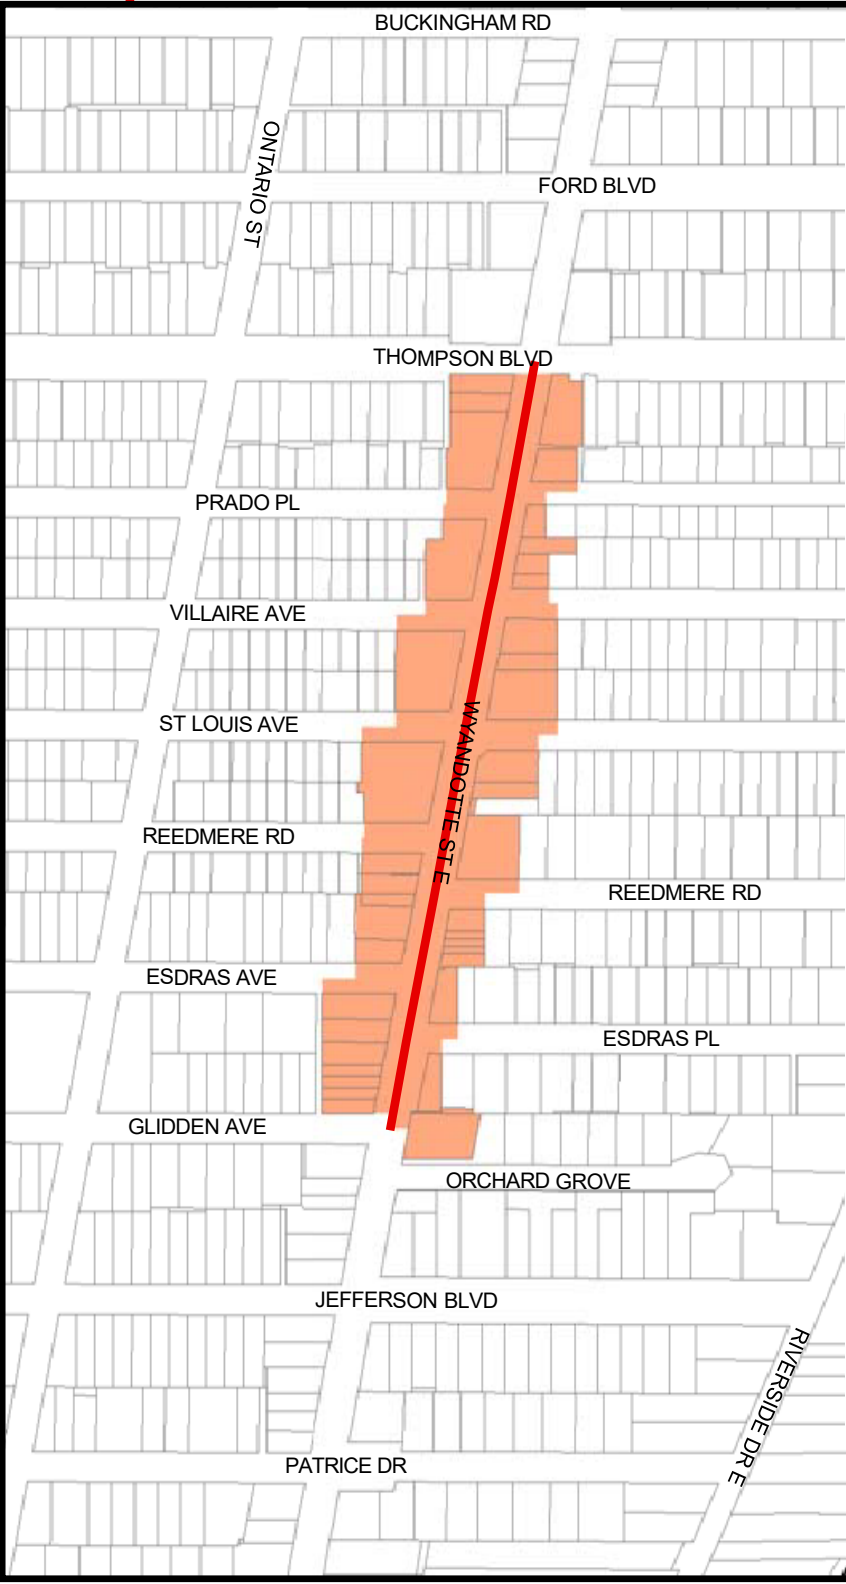 BUCKINGHAM RD
ONTARIO ST
FORD BLVD
THOMPSON BLVD
PRADO PL
VILLAIRE AVE
ST LOUIS AVE
WYANDOTTE ST E
REEDMERE RD
REEDMERE RD
ESDRAS AVE
ESDRAS PL
GLIDDEN AVE
ORCHARD GROVE
JEFFERSON BLVD
RIVERSIDE DR E
PATRICE DR